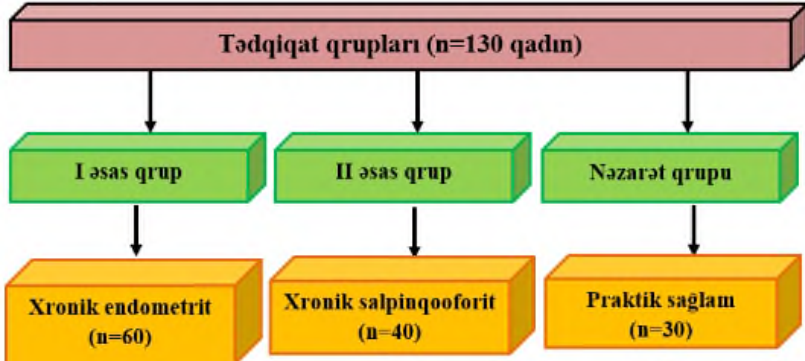 Tədqiqat qrupları (n=130 qadın)
I əsas qrup
II əsas qrup
Nəzarət qrupu
Xronik endometrit
(n=60)
Xronik salpinqooforit
(n=40)
Praktik sağlam
(n=30)